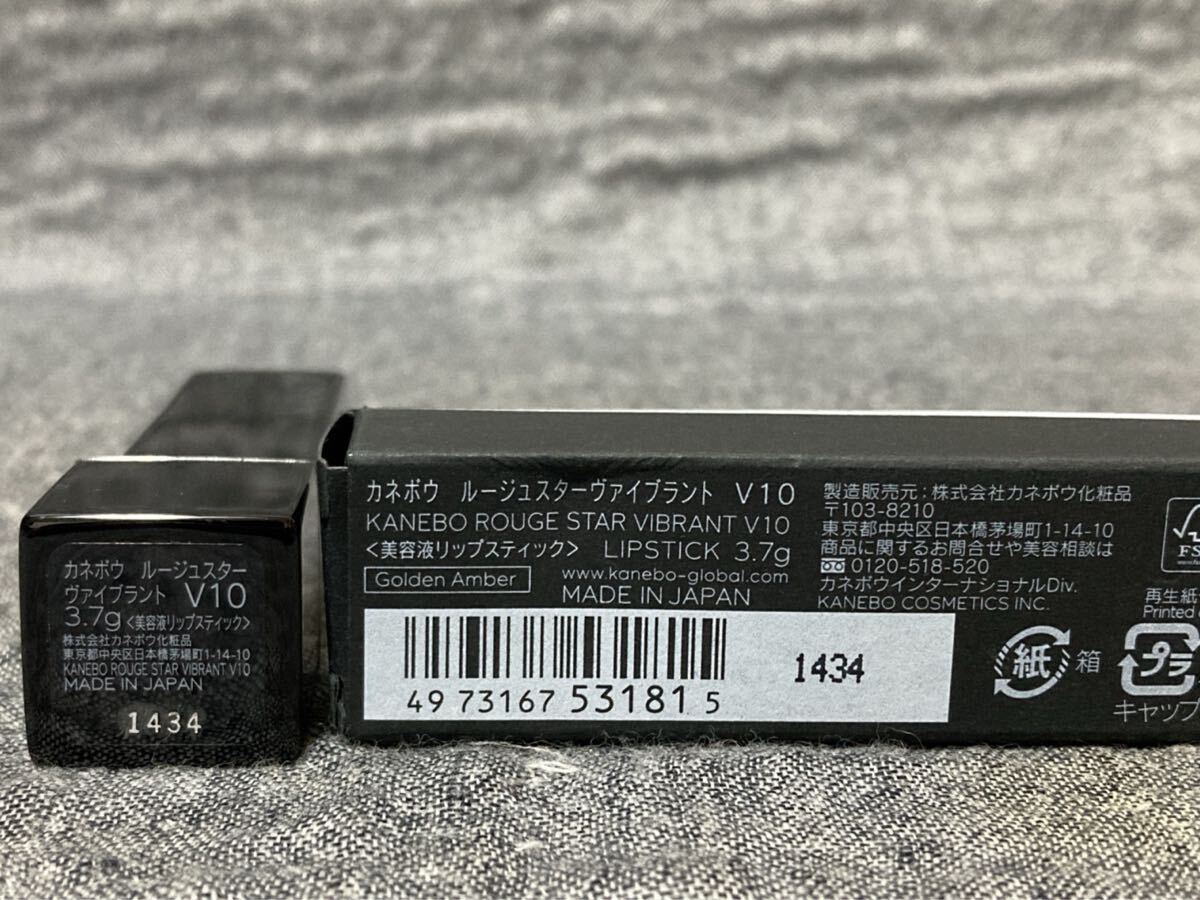 カネボウ ルージュスター
ヴァイブラント V10
3.7g <美容液リップスティック>
株式会社カネボウ化粧品
東京都中央区日本橋茅場町1-14-10
KANEBO ROUGE STAR VIBRANT V10
MADE IN JAPAN
1434
カネボウ ルージュスターヴァイブラント V10
KANEBO ROUGE STAR VIBRANT V10
<美容液リップスティック> LIPSTICK 3.7g
Golden Amber www.kanebo-global.com
MADE IN JAPAN
49 73167 53181 5
1434
製造販売元:株式会社カネボウ化粧品
〒103-8210
東京都中央区日本橋茅場町1-14-10
商品に関するお問合せや美容相談は
0120-518-520
カネボウインターナショナルDiv.
KANEBO COSMETICS INC.
紙 箱
再生紙
Printed
プラ
キャップ